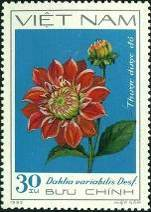 VIỆT NAM
Thược dược đỏ
30 xu
Dahlia variabilis Desf.
BƯU CHÍNH